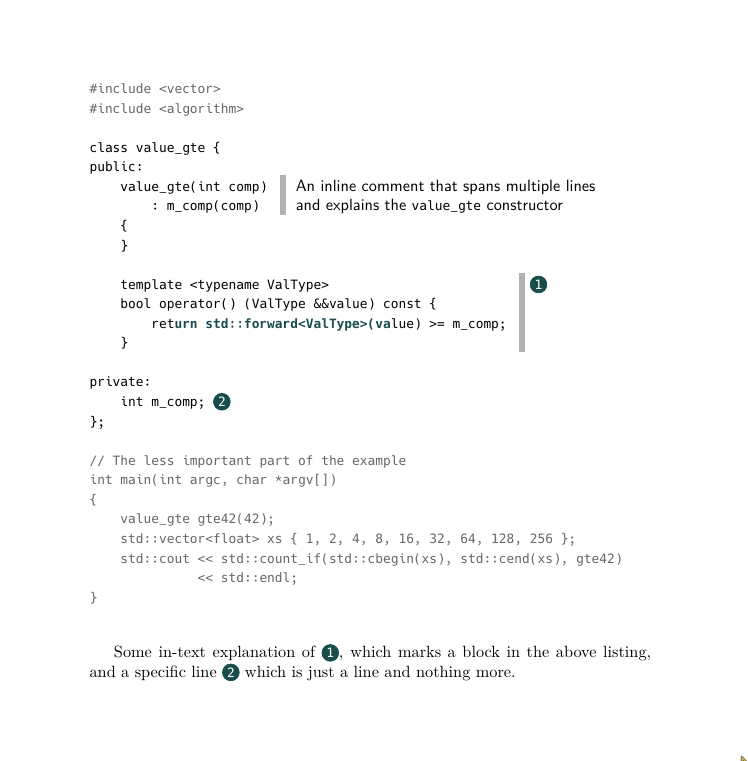 #include <vector>
#include <algorithm>
class value_gte {
public:
    value_gte(int comp) An inline comment that spans multiple lines
        : m_comp(comp) and explains the value_gte constructor
    {
    }
    template <typename ValType> 1
    bool operator() (ValType &&value) const {
        return std::forward<ValType>(value) >= m_comp;
    }
private:
    int m_comp; 2
};
// The less important part of the example
int main(int argc, char *argv[])
{
    value_gte gte42(42);
    std::vector<float> xs { 1, 2, 4, 8, 16, 32, 64, 128, 256 };
    std::cout << std::count_if(std::cbegin(xs), std::cend(xs), gte42)
              << std::endl;
}
Some in-text explanation of 1, which marks a block in the above listing,
and a specific line 2 which is just a line and nothing more.